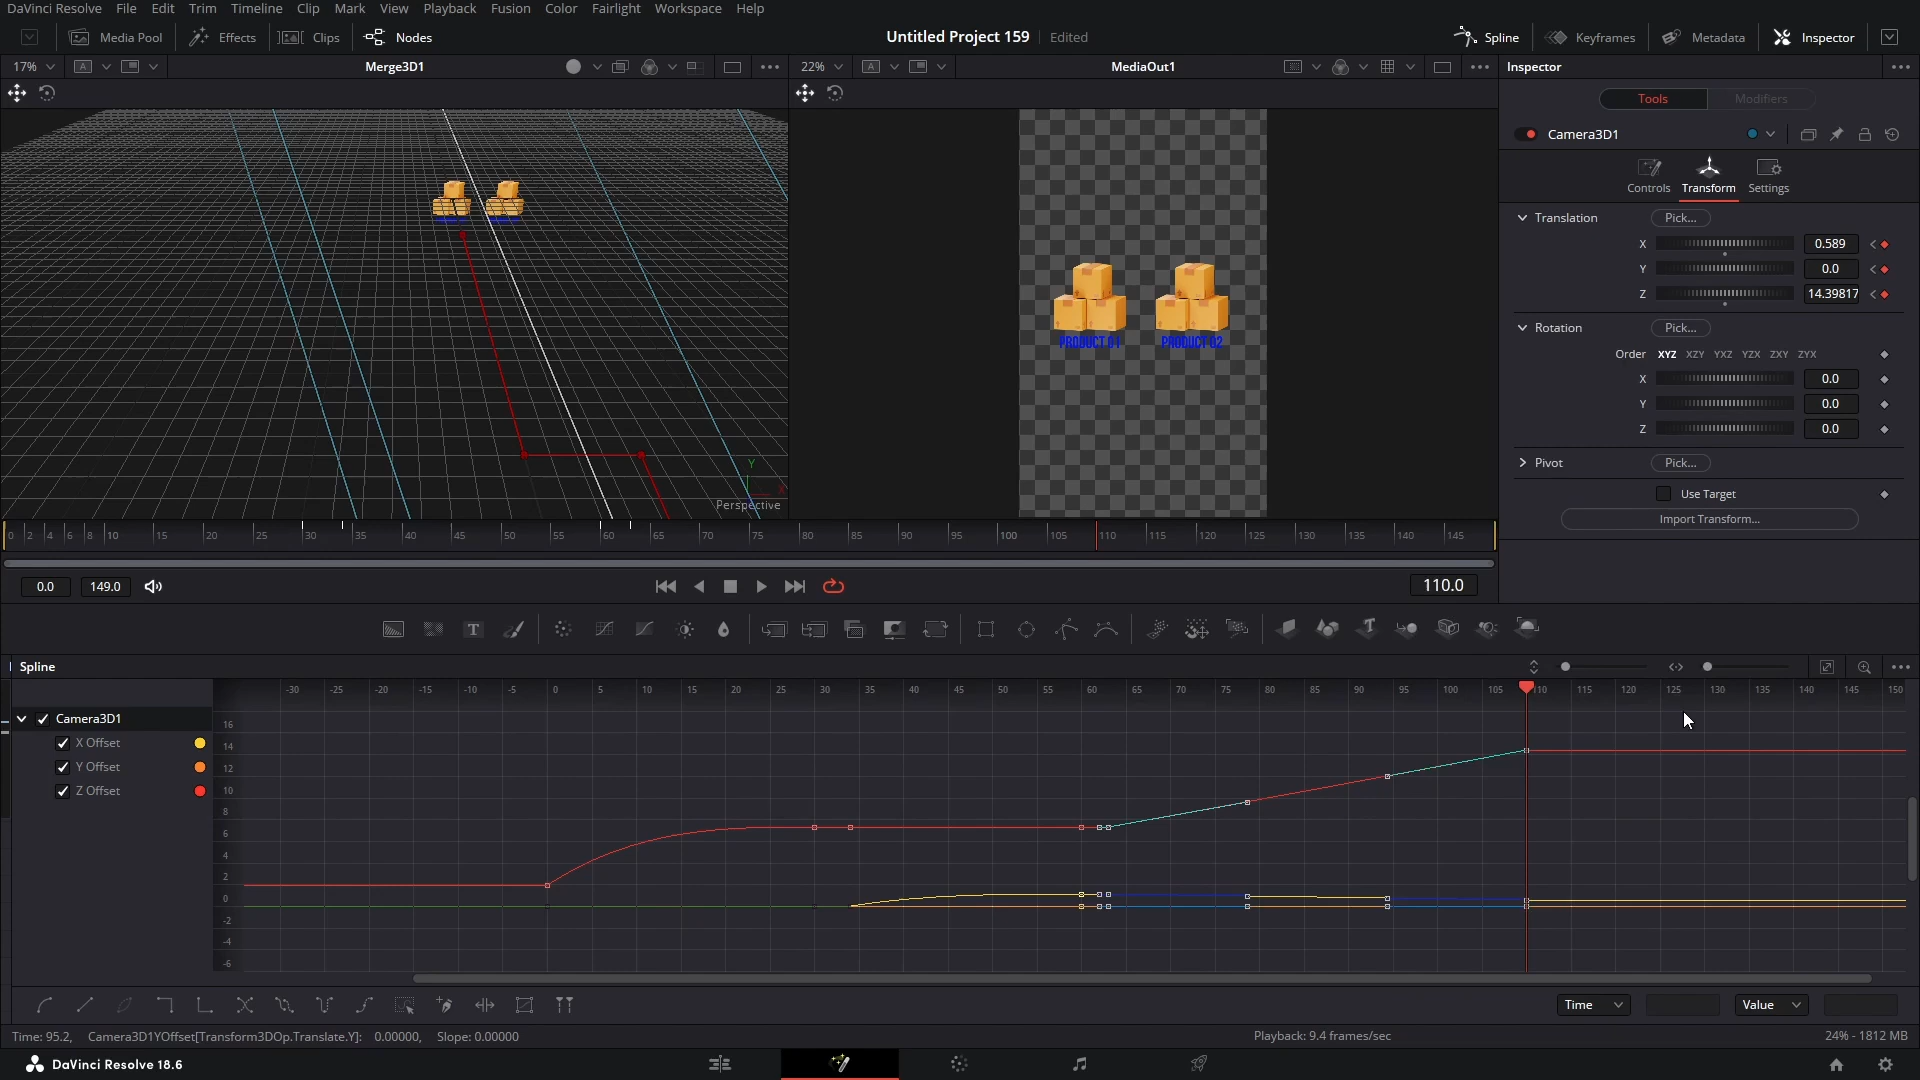 DaVinci Resolve File Edit Trim Timeline Clip Mark View Playback Fusion Color Fairlight Workspace Help
Media Pool Effects Clips Nodes Untitled Project 159 Edited Spline Keyframes Metadata Inspector
17% A Merge3D1 22% A MediaOut1 Inspector
Tools Modifiers
Camera3D1
Controls Transform Settings
Translation Pick...
X 0.589
Y 0.0
Z 14.39817
Rotation Pick...
Order XYZ XZY YXZ YZX ZXY ZYX
X 0.0
Y 0.0
Z 0.0
Pivot Pick...
Use Target
Import Transform...
PRODUCT 01 PRODUCT 02
Y
X
Perspective
0 2 4 6 8 10 15 20 25 30 35 40 45 50 55 60 65 70 75 80 85 90 95 100 105 110 115 120 125 130 135 140 145
0.0 149.0 110.0
T T
Spline
-30 -25 -20 -15 -10 -5 0 5 10 15 20 25 30 35 40 45 50 55 60 65 70 75 80 85 90 95 100 105 110 115 120 125 130 135 140 145 150
Camera3D1
X Offset
Y Offset
Z Offset
16
14
12
10
8
6
4
2
0
-2
-4
-6
Time Value
Time: 95.2, Camera3D1YOffset[Transform3DOp.Translate.Y]: 0.00000, Slope: 0.00000 Playback: 9.4 frames/sec 24% - 1812 MB
DaVinci Resolve 18.6